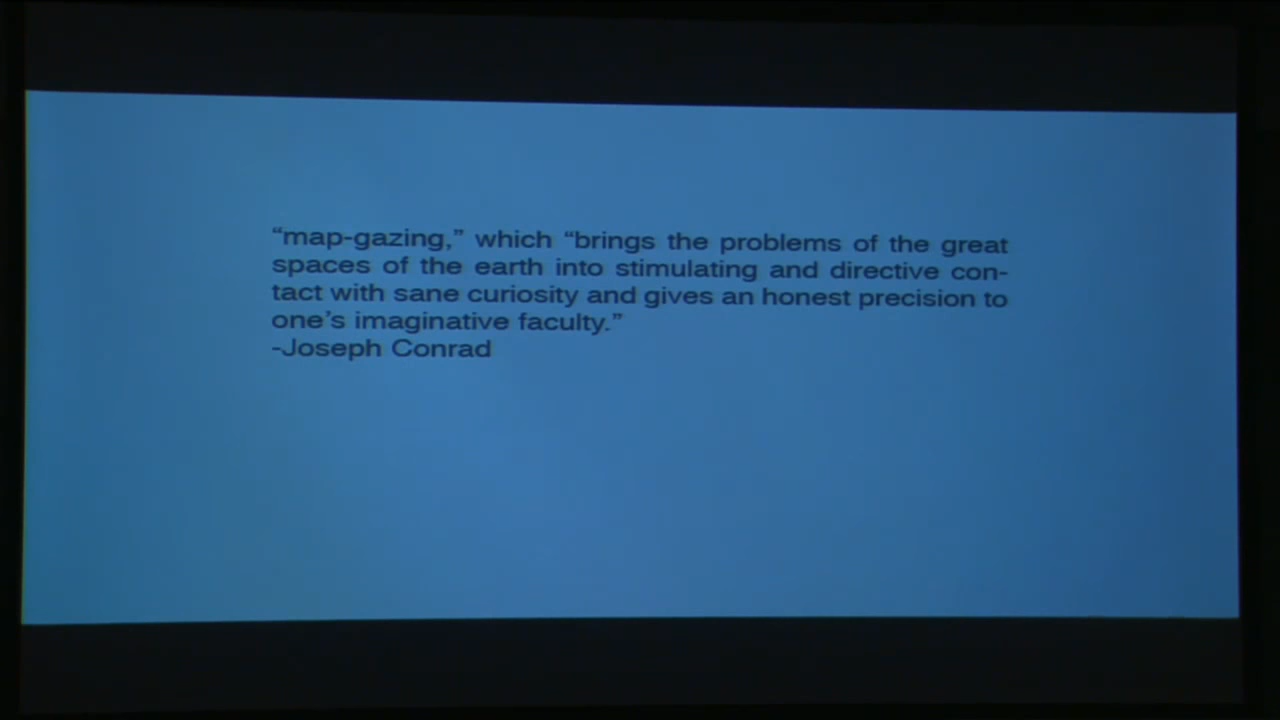 “map-gazing,” which “brings the problems of the great
spaces of the earth into stimulating and directive con-
tact with sane curiosity and gives an honest precision to
one’s imaginative faculty.”
-Joseph Conrad